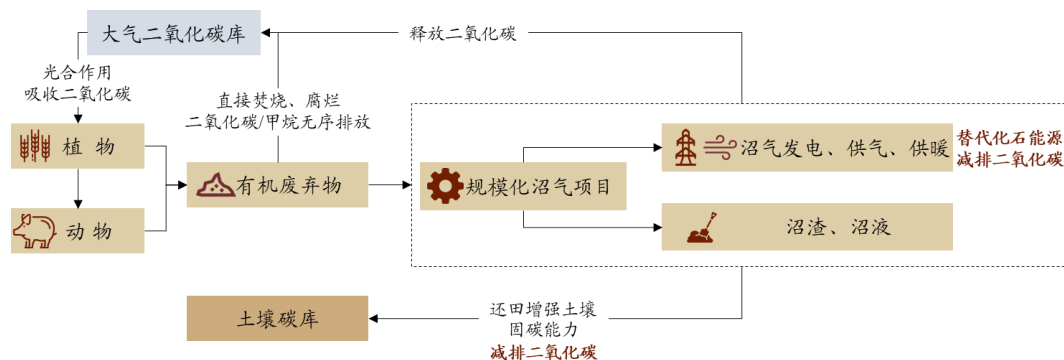 大气二氧化碳库
释放二氧化碳
光合作用
吸收二氧化碳
直接焚烧、腐烂
二氧化碳/甲烷无序排放
植 物
动 物
有机废弃物
规模化沼气项目
沼气发电、供气、供暖
替代化石能源
减排二氧化碳
沼渣、沼液
土壤碳库
还田增强土壤
固碳能力
减排二氧化碳